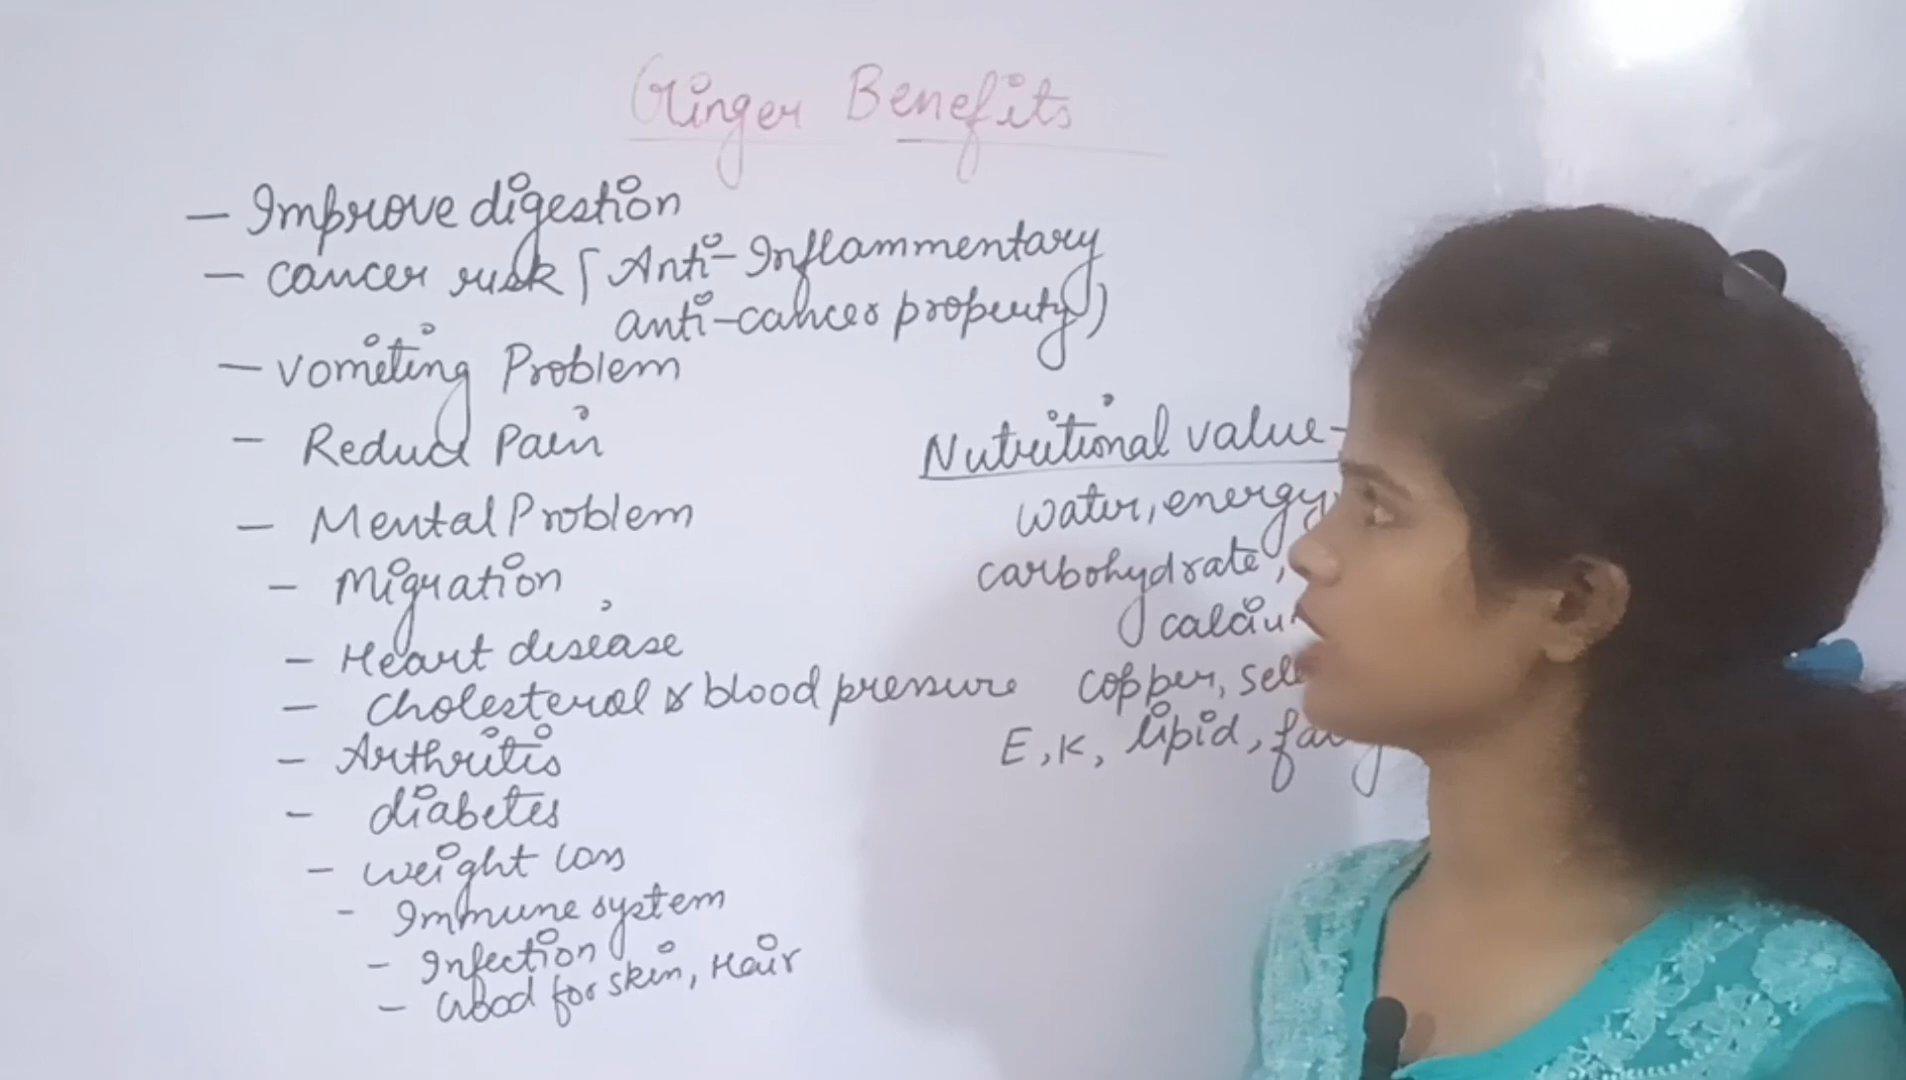 Ginger Benefits
- Improve digestion
- cancer risk ( Anti-Inflammentary
anti-cancer property)
- vomiting Problem
- Reduce Pain
- Mental Problem
- Migration
- Heart disease
- cholesterol & blood pressure
- Arthritis
- diabetes
- weight loss
- Immune system
- Infection
- Good for skin, Hair
Nutritional value-
water, energy,
carbohydrate,
copper,
E, K, lipid,